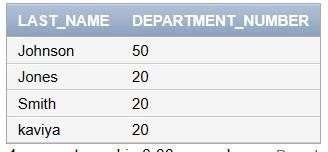 LAST_NAME DEPARTMENT_NUMBER
Johnson 50
Jones 20
Smith 20
kaviya 20